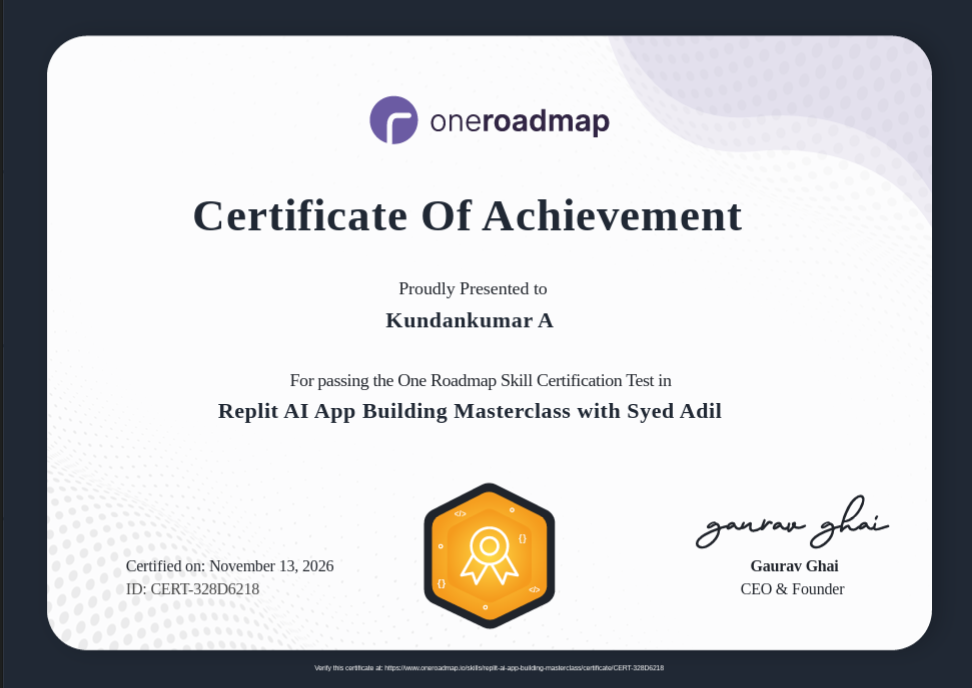 oneroadmap
Certificate Of Achievement
Proudly Presented to
Kundankumar A
For passing the One Roadmap Skill Certification Test in
Replit AI App Building Masterclass with Syed Adil
</>
{}
{}
</>
gaurav ghai
Certified on: November 13, 2026
Gaurav Ghai
ID: CERT-328D6218
CEO & Founder
Verify this certificate at: https://www.oneroadmap.io/skills/replit-ai-app-building-masterclass/certificate/CERT-328D6218